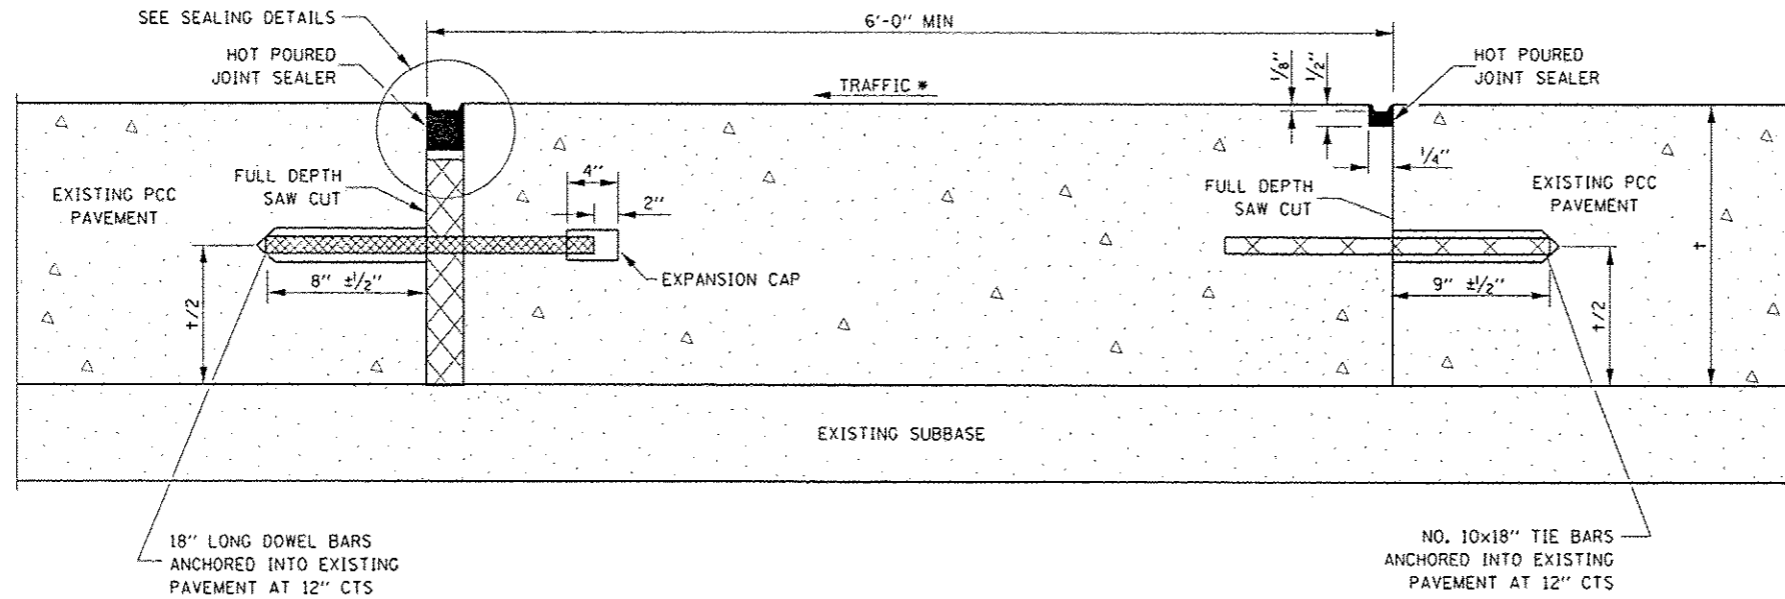 SEE SEALING DETAILS
HOT POURED
JOINT SEALER
6'-0" MIN
TRAFFIC *
1/8"
1/2"
HOT POURED
JOINT SEALER
EXISTING PCC
PAVEMENT
FULL DEPTH
SAW CUT
4"
2"
1/4"
FULL DEPTH
SAW CUT
EXISTING PCC
PAVEMENT
t
8" ±1/2"
EXPANSION CAP
9" ±1/2"
t/2
t/2
EXISTING SUBBASE
18" LONG DOWEL BARS
ANCHORED INTO EXISTING
PAVEMENT AT 12" CTS
NO. 10x18" TIE BARS
ANCHORED INTO EXISTING
PAVEMENT AT 12" CTS